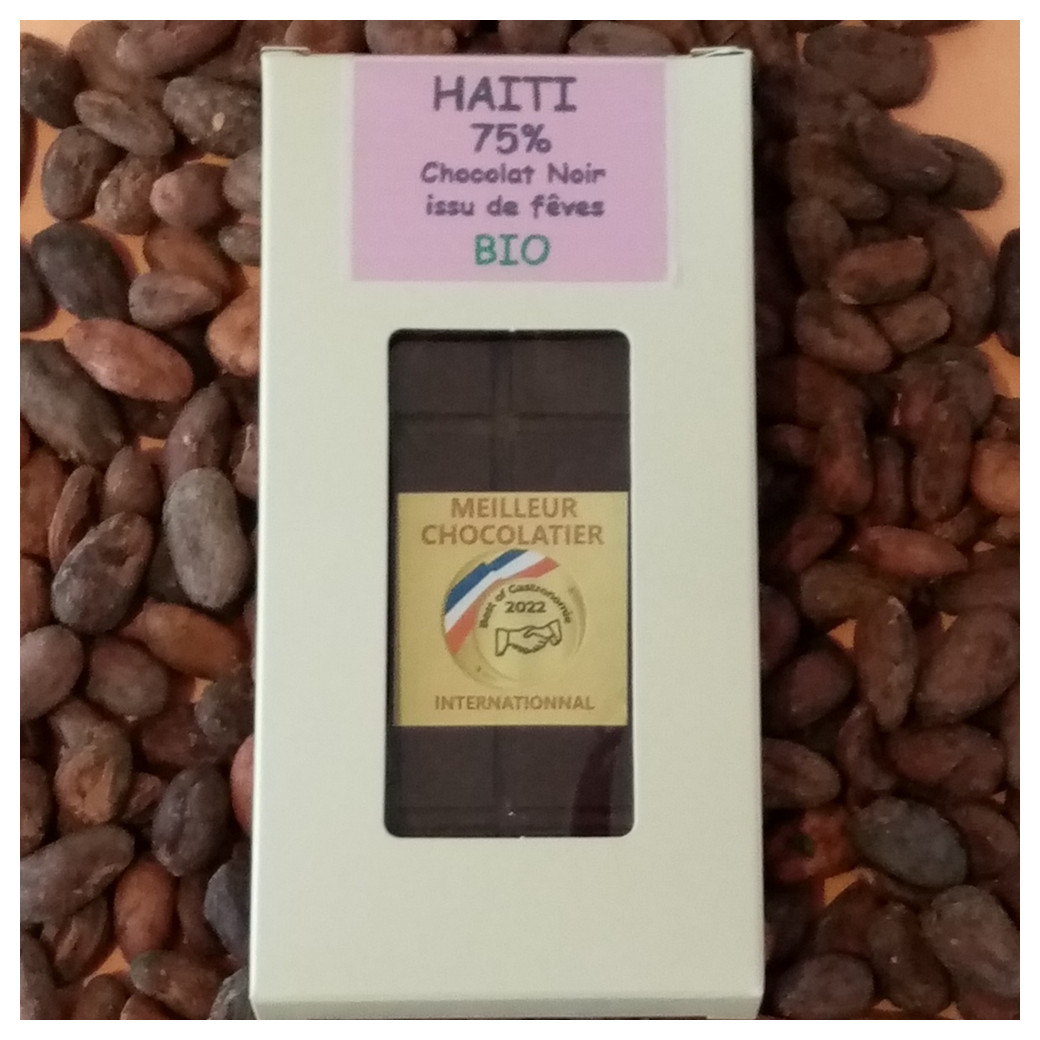 HAITI
75%
Chocolat Noir
issu de fêves
BIO
MEILLEUR
CHOCOLATIER
Best of Gastronomie
2022
INTERNATIONNAL